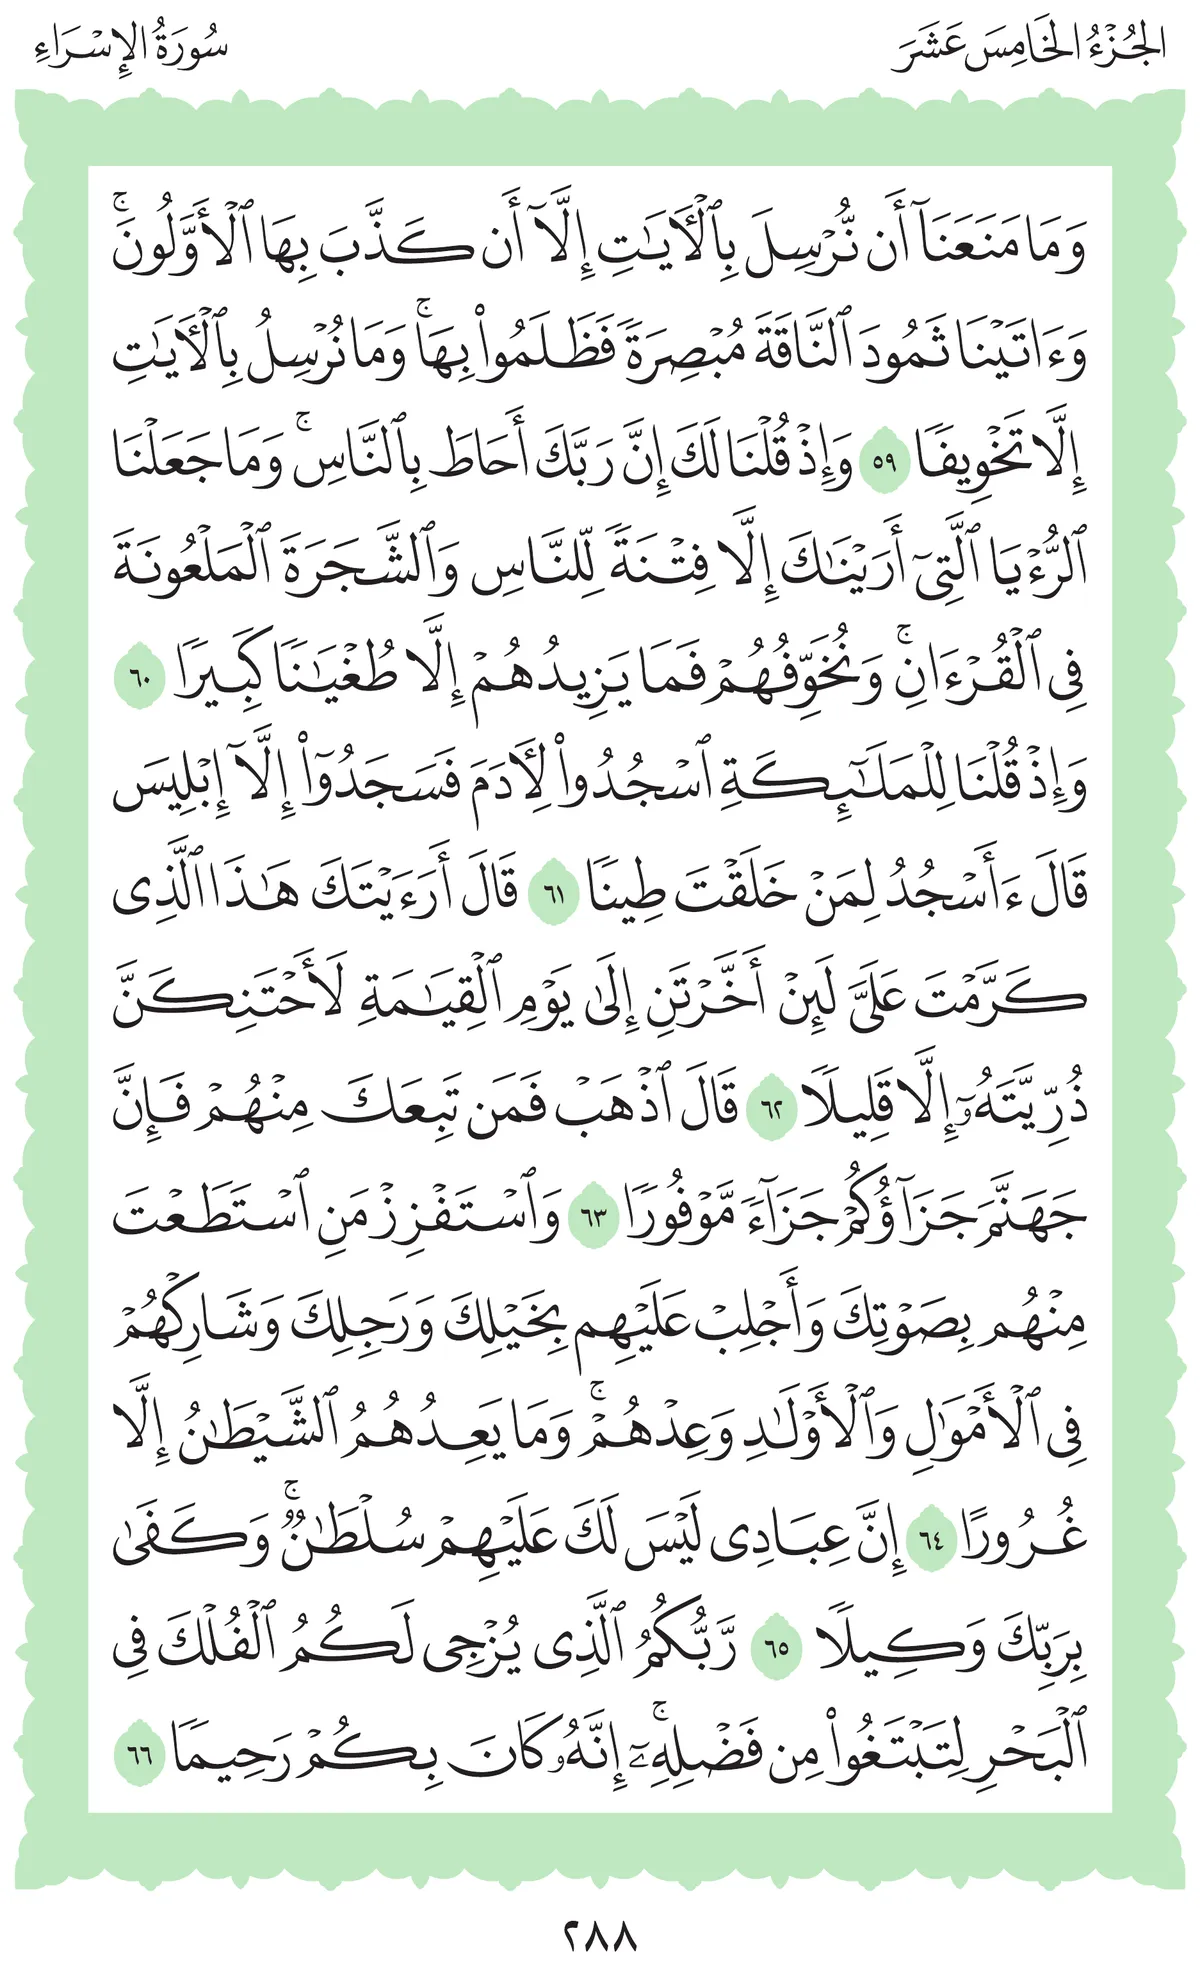 الجُزْءُ الخَامِسَ عَشَرَ
سُورَةُ الإِسْرَاءِ
وَمَا مَنَعَنَآ أَن نُّرْسِلَ بِٱلْأٓيَٰتِ إِلَّآ أَن كَذَّبَ بِهَا ٱلْأَوَّلُونَۚ
وَءَاتَيْنَا ثَمُودَ ٱلنَّاقَةَ مُبْصِرَةً فَظَلَمُوا۟ بِهَاۚ وَمَا نُرْسِلُ بِٱلْأٓيَٰتِ
إِلَّا تَخْوِيفًا ٥٩ وَإِذْ قُلْنَا لَكَ إِنَّ رَبَّكَ أَحَاطَ بِٱلنَّاسِۚ وَمَا جَعَلْنَا
ٱلرُّءْيَا ٱلَّتِىٓ أَرَيْنَٰكَ إِلَّا فِتْنَةً لِّلنَّاسِ وَٱلشَّجَرَةَ ٱلْمَلْعُونَةَ
فِى ٱلْقُرْءَانِۚ وَنُخَوِّفُهُمْ فَمَا يَزِيدُهُمْ إِلَّا طُغْيَٰنًا كَبِيرًا ٦٠
وَإِذْ قُلْنَا لِلْمَلَٰٓئِكَةِ ٱسْجُدُوا۟ لِأٓدَمَ فَسَجَدُوٓا۟ إِلَّآ إِبْلِيسَ
قَالَ ءَأَسْجُدُ لِمَنْ خَلَقْتَ طِينًا ٦١ قَالَ أَرَءَيْتَكَ هَٰذَا ٱلَّذِى
كَرَّمْتَ عَلَىَّ لَئِنْ أَخَّرْتَنِ إِلَىٰ يَوْمِ ٱلْقِيَٰمَةِ لَأَحْتَنِكَنَّ
ذُرِّيَّتَهُۥٓ إِلَّا قَلِيلًا ٦٢ قَالَ ٱذْهَبْ فَمَن تَبِعَكَ مِنْهُمْ فَإِنَّ
جَهَنَّمَ جَزَآؤُكُمْ جَزَآءً مَّوْفُورًا ٦٣ وَٱسْتَفْزِزْ مَنِ ٱسْتَطَعْتَ
مِنْهُم بِصَوْتِكَ وَأَجْلِبْ عَلَيْهِم بِخَيْلِكَ وَرَجِلِكَ وَشَارِكْهُمْ
فِى ٱلْأَمْوَٰلِ وَٱلْأَوْلَٰدِ وَعِدْهُمْۚ وَمَا يَعِدُهُمُ ٱلشَّيْطَٰنُ إِلَّا
غُرُورًا ٦٤ إِنَّ عِبَادِى لَيْسَ لَكَ عَلَيْهِمْ سُلْطَٰنٌۚ وَكَفَىٰ
بِرَبِّكَ وَكِيلًا ٦٥ رَّبُّكُمُ ٱلَّذِى يُزْجِى لَكُمُ ٱلْفُلْكَ فِى
ٱلْبَحْرِ لِتَبْتَغُوا۟ مِن فَضْلِهِۦٓۚ إِنَّهُۥ كَانَ بِكُمْ رَحِيمًا ٦٦
٢٨٨